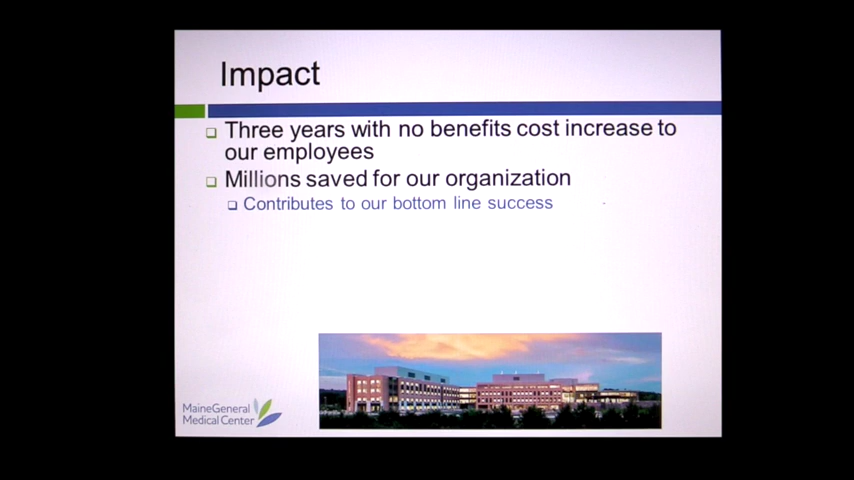 Impact
Three years with no benefits cost increase to
our employees
Millions saved for our organization
Contributes to our bottom line success
MaineGeneral
Medical Center